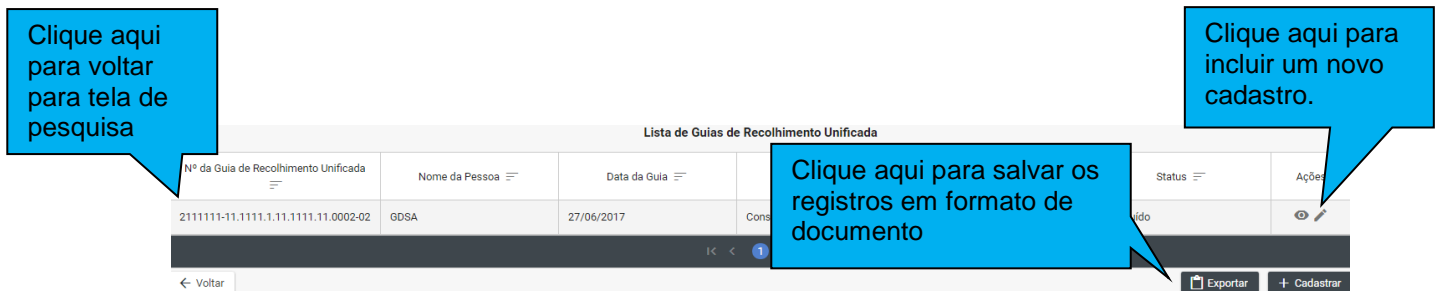 Clique aqui
para voltar
para tela de
pesquisa
Clique aqui para
incluir um novo
cadastro.
Lista de Guias de Recolhimento Unificada
Clique aqui para salvar os
registros em formato de
documento
Nº da Guia de Recolhimento Unificada
Nome da Pessoa
Data da Guia
Status
Ações
2111111-11.1111.1.11.1111.11.0002-02 GDSA 27/06/2017
1
Voltar
Exportar
Cadastrar